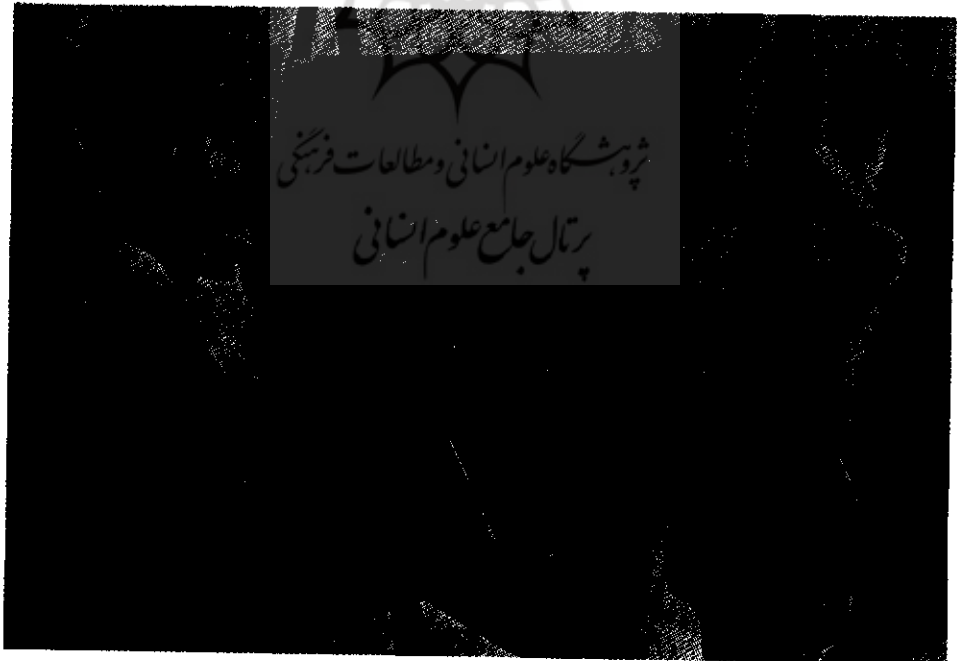 پژوهشگاه علوم انسانی و مطالعات فرهنگی
پرتال جامع علوم انسانی